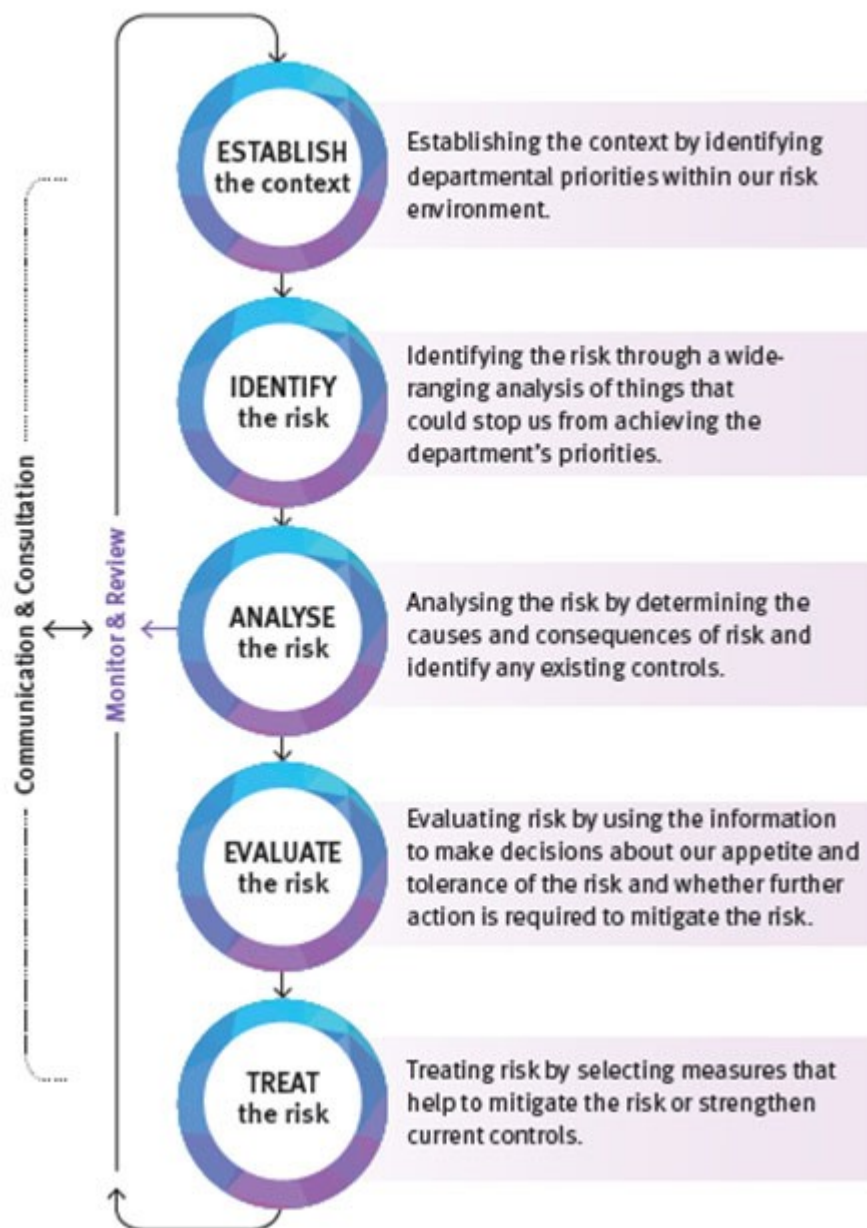 ESTABLISH
the context
Establishing the context by identifying
departmental priorities within our risk
environment.
IDENTIFY
the risk
Identifying the risk through a wide-
ranging analysis of things that
could stop us from achieving the
department's priorities.
Communication & Consultation
Monitor & Review
ANALYSE
the risk
Analysing the risk by determining the
causes and consequences of risk and
identify any existing controls.
EVALUATE
the risk
Evaluating risk by using the information
to make decisions about our appetite and
tolerance of the risk and whether further
action is required to mitigate the risk.
TREAT
the risk
Treating risk by selecting measures that
help to mitigate the risk or strengthen
current controls.